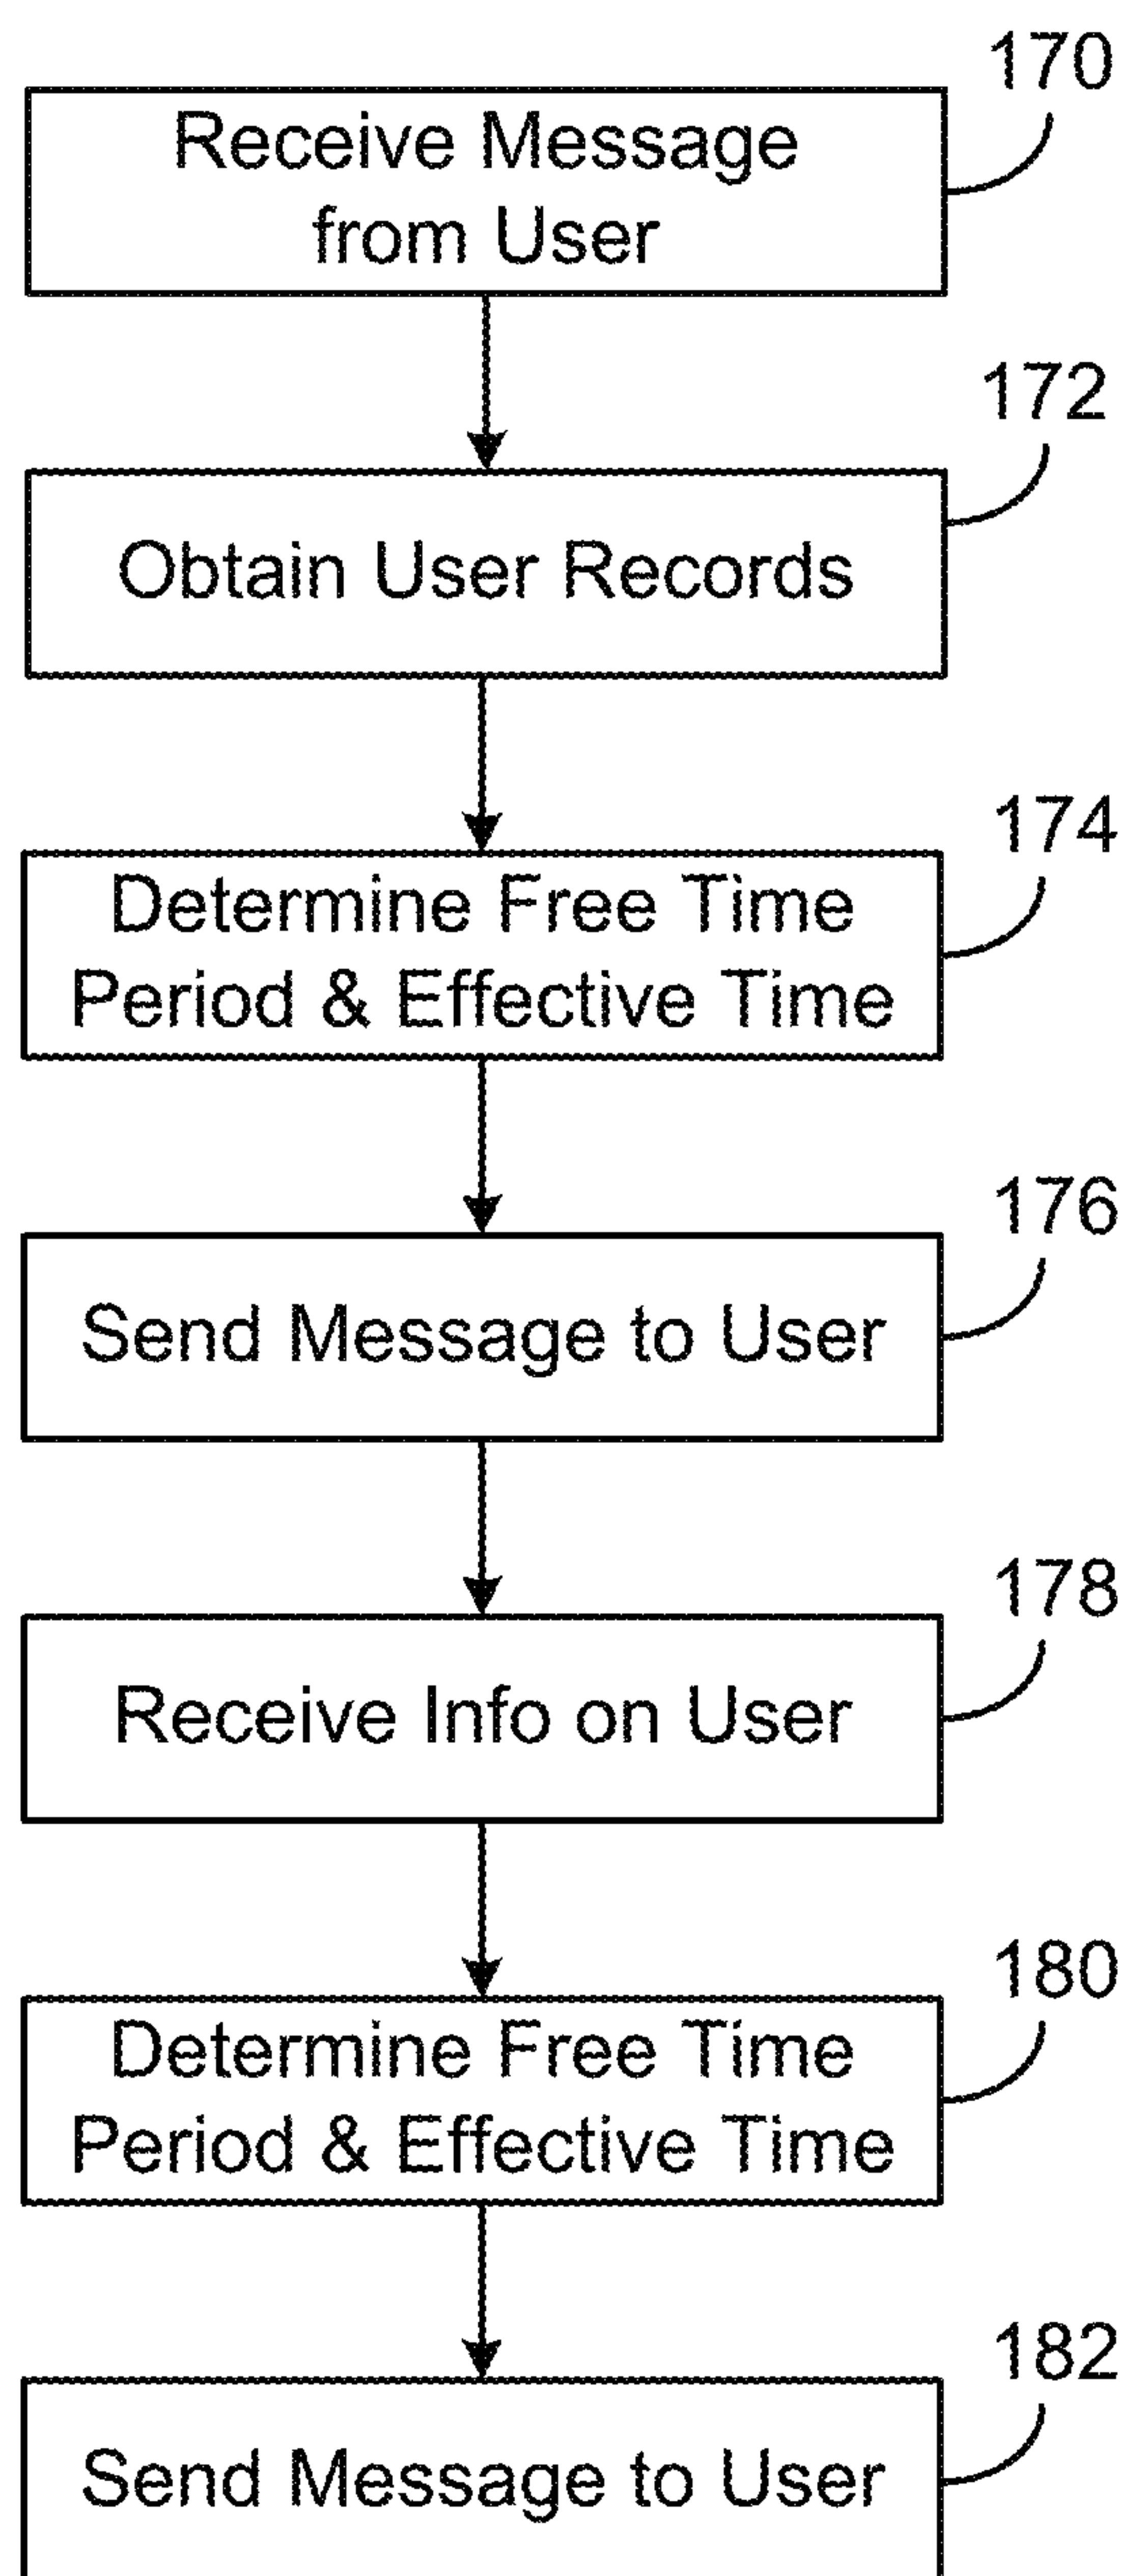 170
Receive Message
from User
172
Obtain User Records
174
Determine Free Time
Period & Effective Time
176
Send Message to User
178
Receive Info on User
180
Determine Free Time
Period & Effective Time
182
Send Message to User